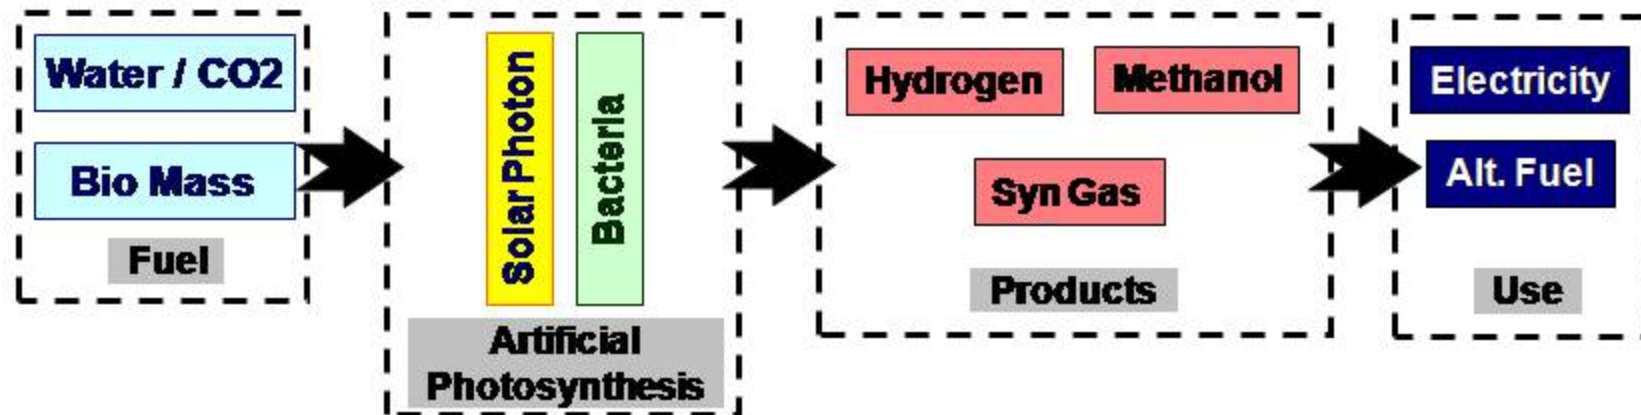 Water / CO2
Bio Mass
Fuel
Solar Photon
Bacteria
Artificial
Photosynthesis
Hydrogen
Methanol
Syn Gas
Products
Electricity
Alt. Fuel
Use